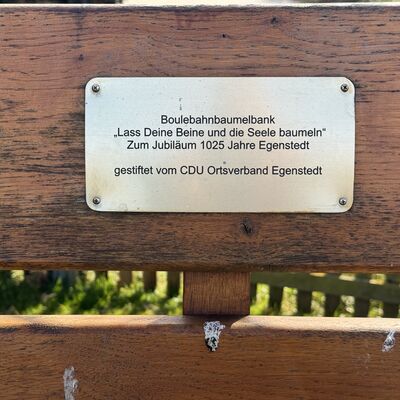 Boulebahnbaumelbank
„Lass Deine Beine und die Seele baumeln“
Zum Jubiläum 1025 Jahre Egenstedt
gestiftet vom CDU Ortsverband Egenstedt